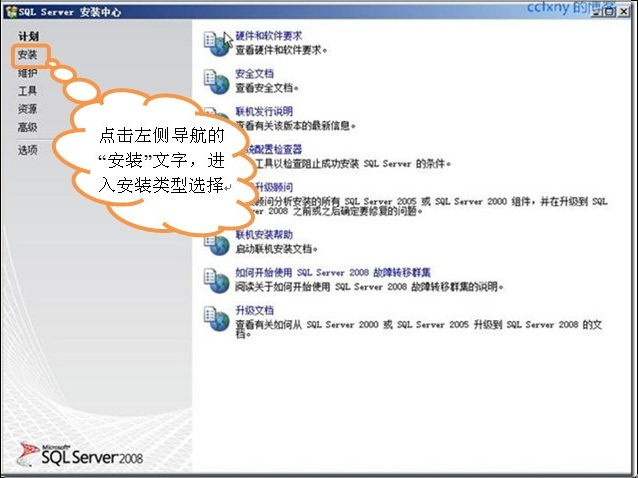 SQL Server 安装中心
ccfxny 的博客
计划
安装
维护
工具
资源
高级
选项
点击左侧导航的
“安装”文字，进
入安装类型选择
硬件和软件要求
查看硬件和软件要求。
安全文档
查看安全文档。
联机发行说明
查看有关该版本的最新信息。
统配置检查器
工具以检查阻止成功安装 SQL Server 的条件。
升级顾问
顾问分析安装的所有 SQL Server 2005 或 SQL Server 2000 组件，并在升级到 SQL
ver 2008 之前或之后确定要修复的问题。
联机安装帮助
启动联机安装文档。
如何开始使用 SQL Server 2008 故障转移群集
阅读关于如何开始使用 SQL Server 2008 故障转移群集的说明。
升级文档
查看有关如何从 SQL Server 2000 或 SQL Server 2005 升级到 SQL Server 2008 的文
档。
Microsoft
SQL Server 2008